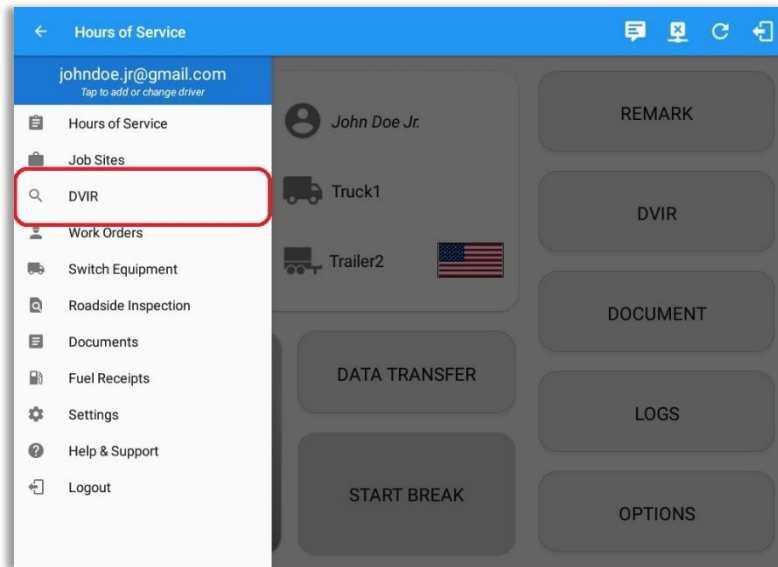 Hours of Service
johndoe.jr@gmail.com
Tap to add or change driver
Hours of Service
Job Sites
DVIR
Work Orders
Switch Equipment
Roadside Inspection
Documents
Fuel Receipts
Settings
Help & Support
Logout
John Doe Jr.
Truck1
Trailer2
DATA TRANSFER
START BREAK
REMARK
DVIR
DOCUMENT
LOGS
OPTIONS